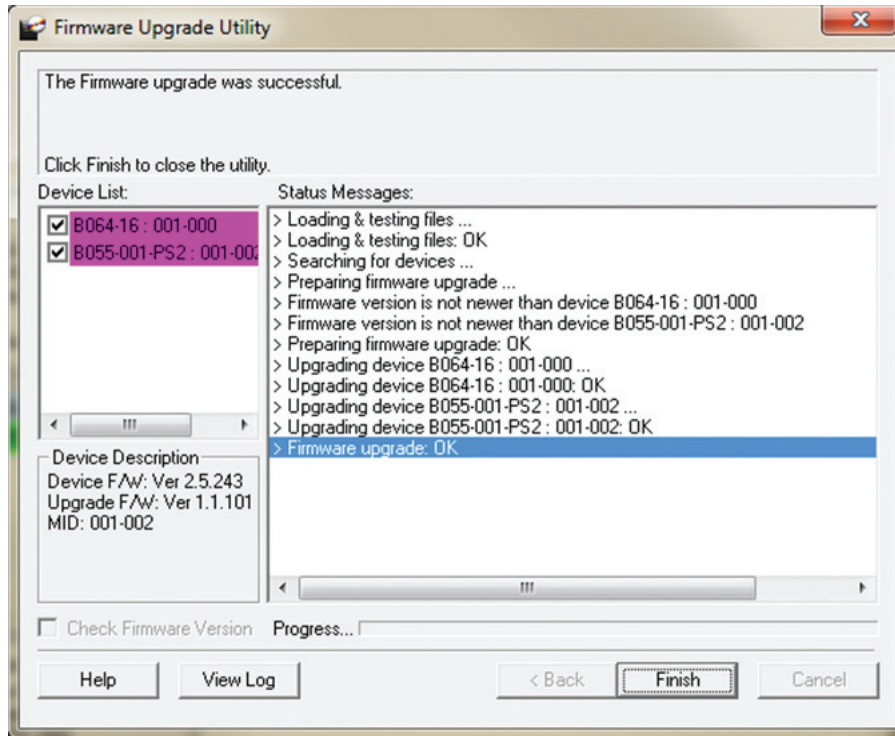 Firmware Upgrade Utility
The Firmware upgrade was successful.
Click Finish to close the utility.
Device List:
B064-16 : 001-000
B055-001-PS2 : 001-002
Status Messages:
> Loading & testing files ...
> Loading & testing files: OK
> Searching for devices ...
> Preparing firmware upgrade ...
> Firmware version is not newer than device B064-16 : 001-000
> Firmware version is not newer than device B055-001-PS2 : 001-002
> Preparing firmware upgrade: OK
> Upgrading device B064-16 : 001-000 ...
> Upgrading device B064-16 : 001-000: OK
> Upgrading device B055-001-PS2 : 001-002 ...
> Upgrading device B055-001-PS2 : 001-002: OK
> Firmware upgrade: OK
Device Description
Device F/W: Ver 2.5.243
Upgrade F/W: Ver 1.1.101
MID: 001-002
Check Firmware Version
Progress...
Help
View Log
< Back
Finish
Cancel